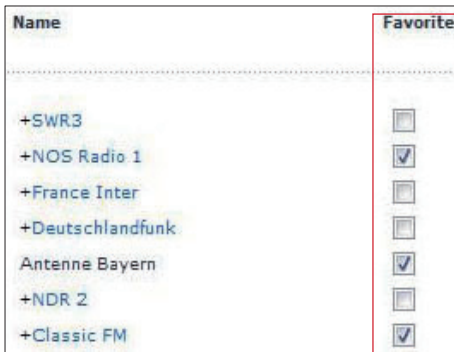 Name Favorite
+SWR3
+NOS Radio 1
+France Inter
+Deutschlandfunk
Antenne Bayern
+NDR 2
+Classic FM